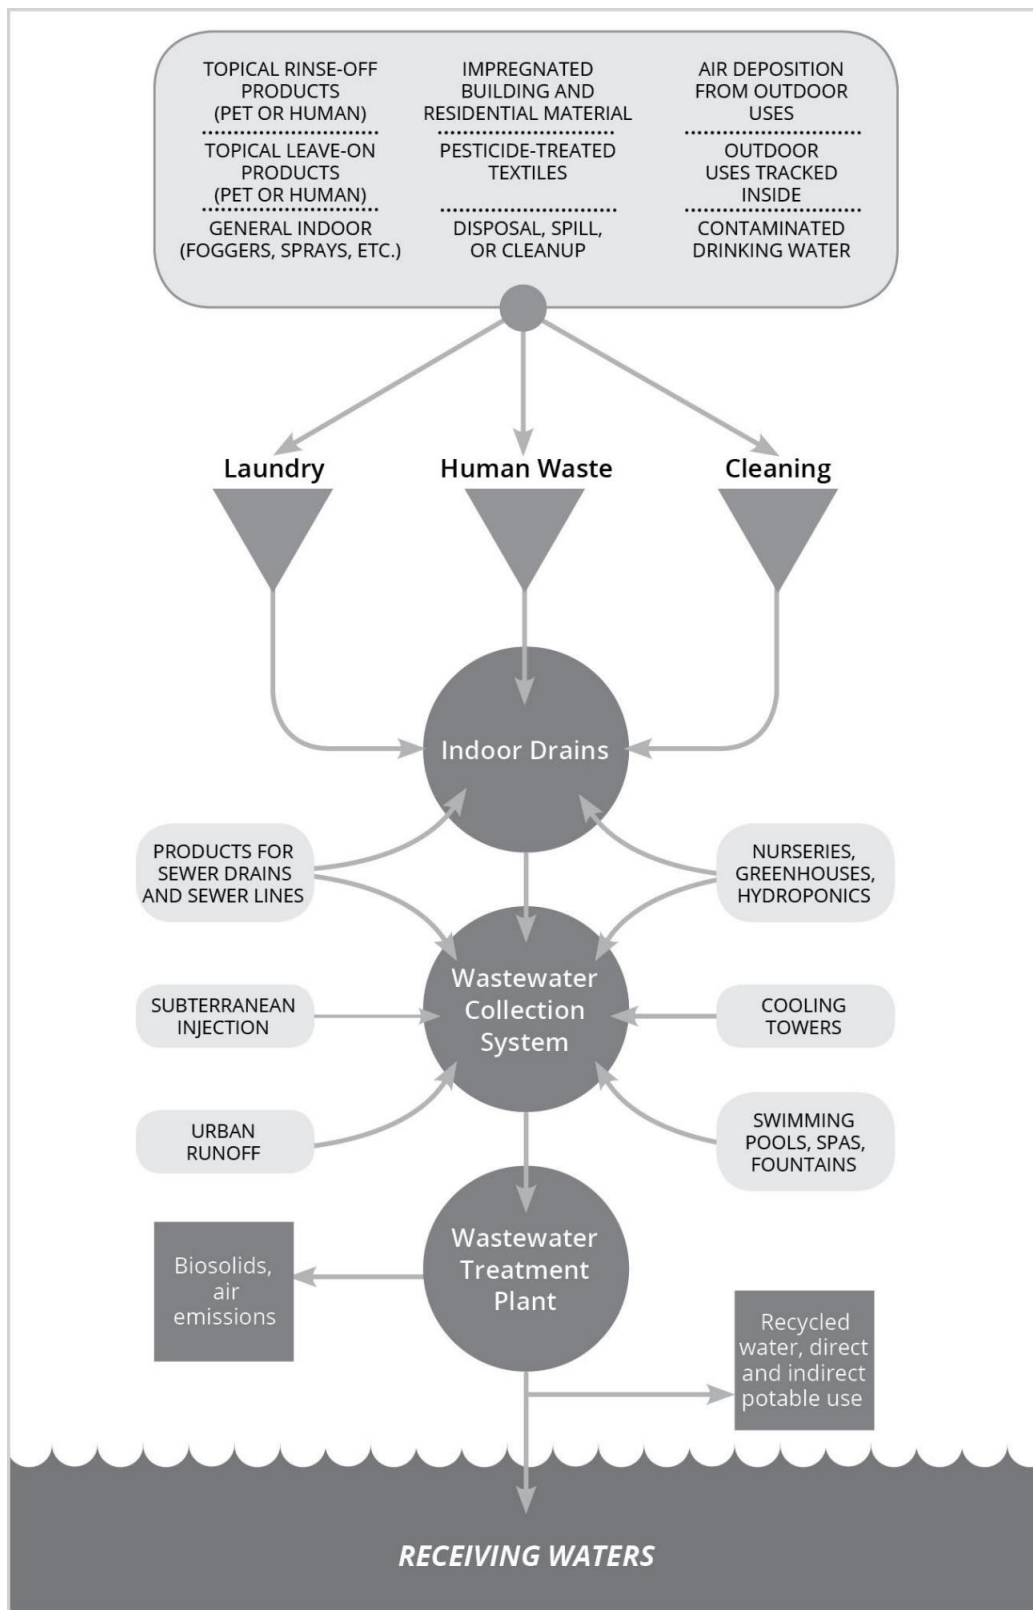 TOPICAL RINSE-OFF
PRODUCTS
(PET OR HUMAN)
TOPICAL LEAVE-ON
PRODUCTS
(PET OR HUMAN)
GENERAL INDOOR
(FOGGERS, SPRAYS, ETC.)
IMPREGNATED
BUILDING AND
RESIDENTIAL MATERIAL
PESTICIDE-TREATED
TEXTILES
DISPOSAL, SPILL,
OR CLEANUP
AIR DEPOSITION
FROM OUTDOOR
USES
OUTDOOR
USES TRACKED
INSIDE
CONTAMINATED
DRINKING WATER
Laundry
Human Waste
Cleaning
Indoor Drains
PRODUCTS FOR
SEWER DRAINS
AND SEWER LINES
NURSERIES,
GREENHOUSES,
HYDROPONICS
Wastewater
Collection
System
SUBTERRANEAN
INJECTION
COOLING
TOWERS
URBAN
RUNOFF
SWIMMING
POOLS, SPAS,
FOUNTAINS
Wastewater
Treatment
Plant
Biosolids,
air
emissions
Recycled
water, direct
and indirect
potable use
RECEIVING WATERS